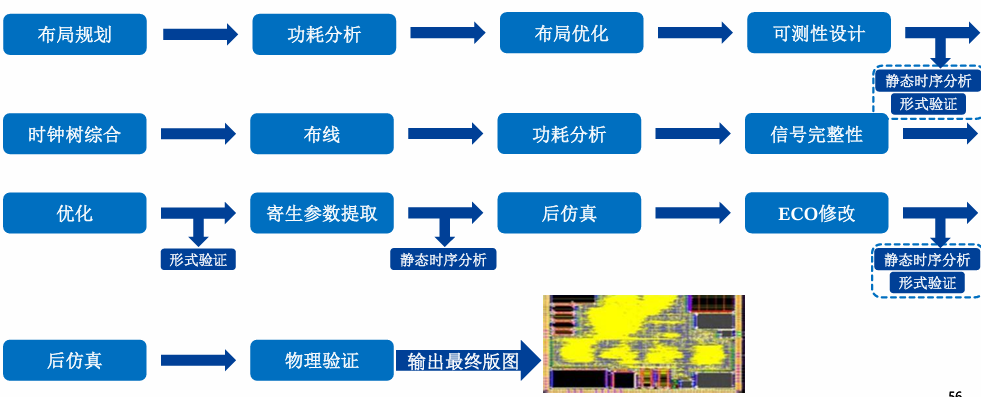 布局规划
功耗分析
布局优化
可测性设计
静态时序分析
形式验证
时钟树综合
布线
功耗分析
信号完整性
优化
寄生参数提取
后仿真
ECO修改
形式验证
静态时序分析
静态时序分析
形式验证
后仿真
物理验证
输出最终版图
56